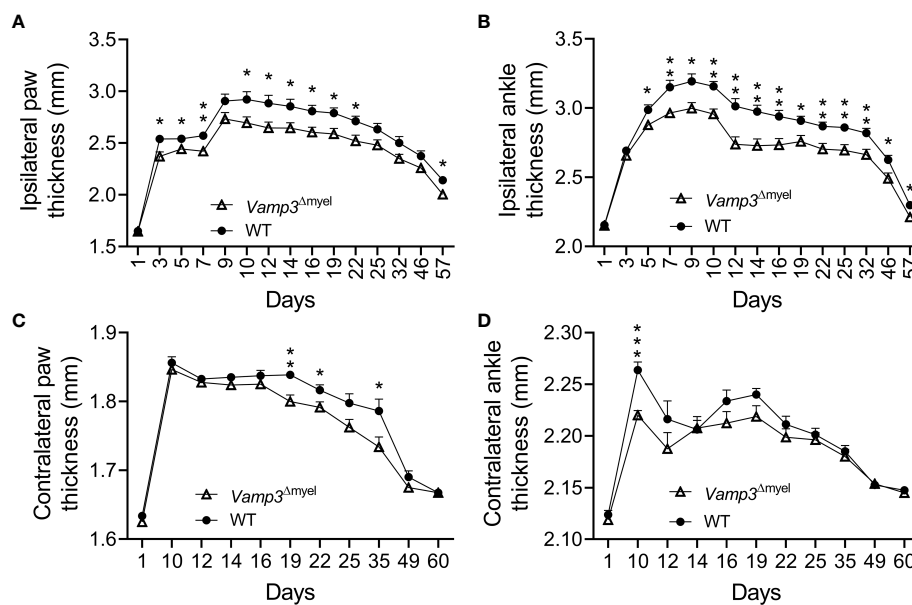 A
Ipsilateral paw
thickness (mm)
3.5
3.0
2.5
2.0
1.5
* * * * * * * * * * * *
Vamp3Δmyel
WT
1 3 5 7 9 10 12 14 16 19 22 25 32 46 57
Days
B
Ipsilateral ankle
thickness (mm)
3.5
3.0
2.5
2.0
* ** ** ** ** ** ** * ** ** ** * *
Vamp3Δmyel
WT
1 3 5 7 9 10 12 14 16 19 22 25 32 46 57
Days
C
Contralateral paw
thickness (mm)
1.9
1.8
1.7
1.6
** * *
Vamp3Δmyel
WT
1 10 12 14 16 19 22 25 35 49 60
Days
D
Contralateral ankle
thickness (mm)
2.30
2.25
2.20
2.15
2.10
***
Vamp3Δmyel
WT
1 10 12 14 16 19 22 25 35 49 60
Days